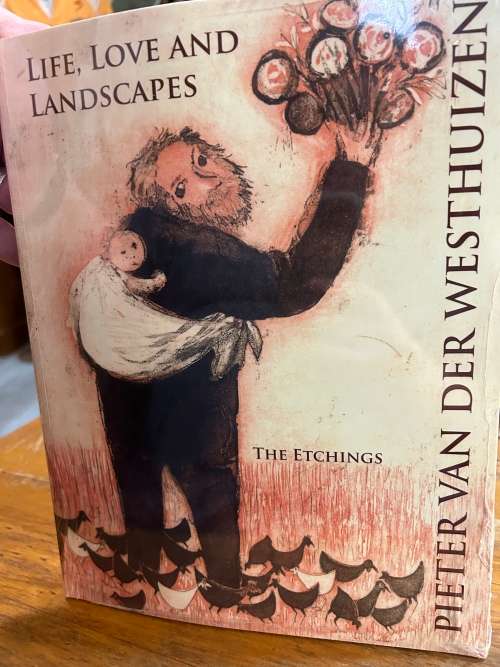 LIFE, LOVE AND
LANDSCAPES
THE ETCHINGS
PIETER VAN DER WESTHUIZEN